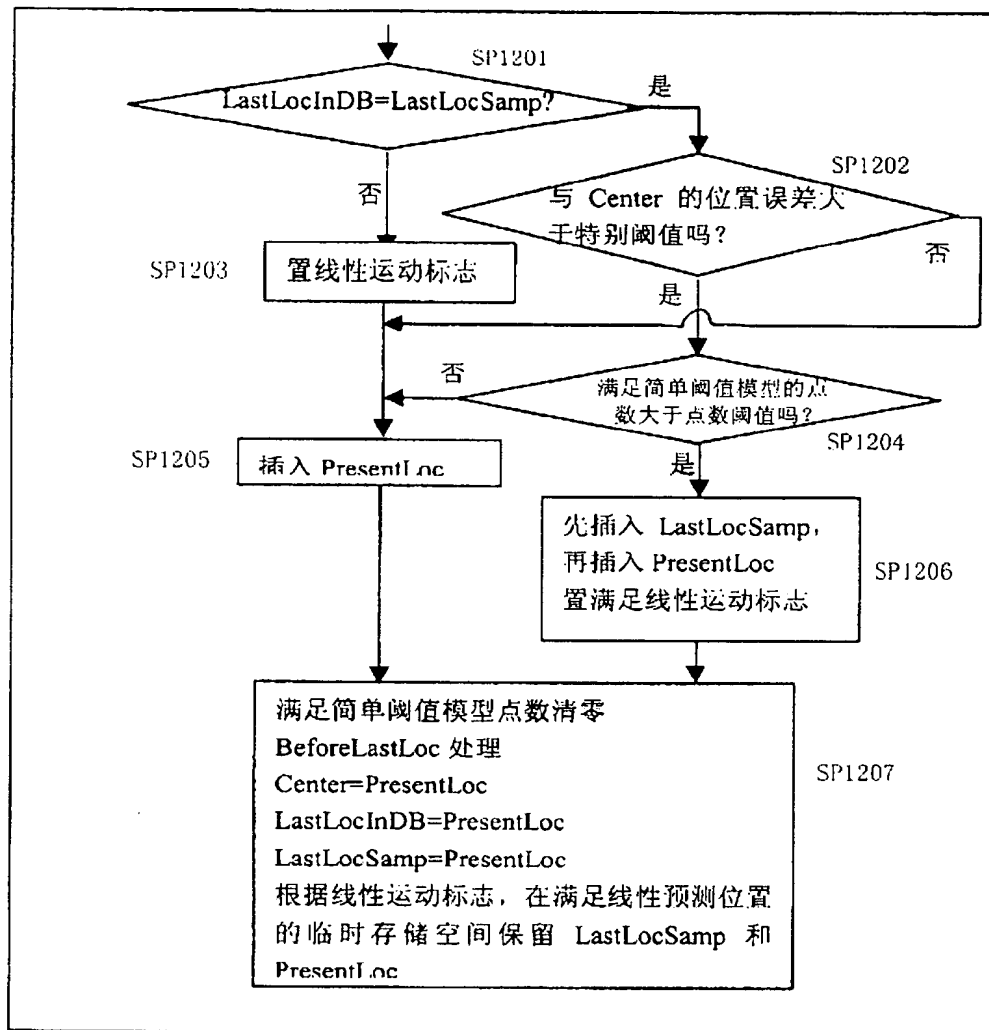 SP1201
LastLocInDB=LastLocSamp?
是
SP1202
否
与 Center 的位置误差大
于特别阈值吗?
否
SP1203
置线性运动标志
是
否
满足简单阈值模型的点
数大于点数阈值吗?
SP1204
SP1205
插入 PresentLoc
是
先插入 LastLocSamp,
再插入 PresentLoc
置满足线性运动标志
SP1206
满足简单阈值模型点数清零
BeforeLastLoc 处理
Center=PresentLoc
LastLocInDB=PresentLoc
LastLocSamp=PresentLoc
根据线性运动标志, 在满足线性预测位置
的临时存储空间保留 LastLocSamp 和
PresentLoc
SP1207